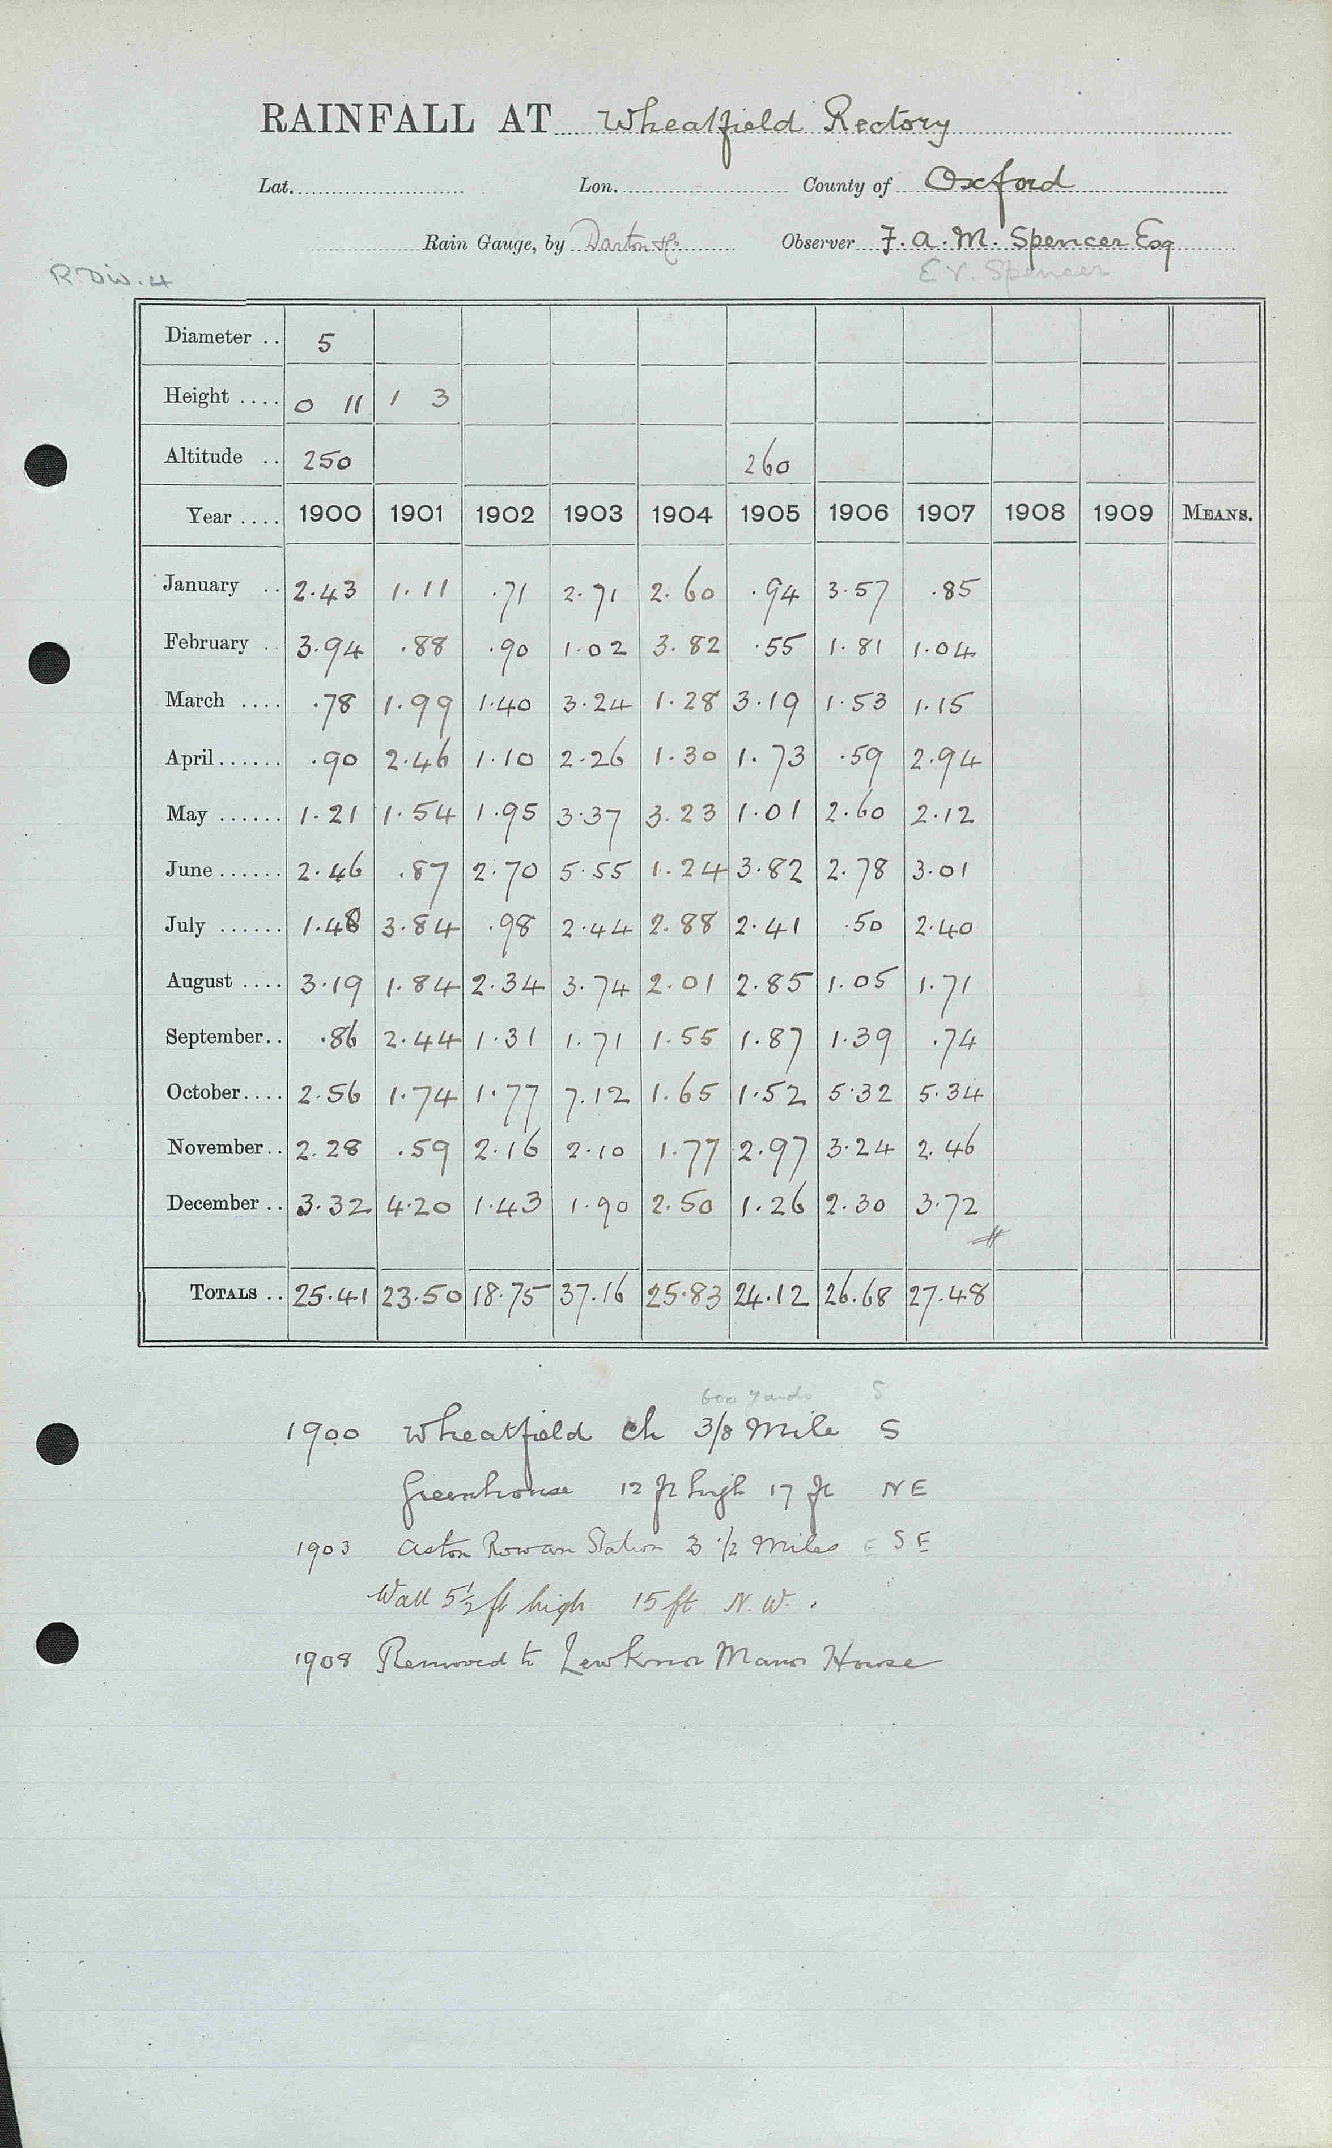 RAINFALL AT Wheatfield Rectory
Lat. Lon. County of Oxford
Rain Gauge, by Darton & Co. Observer F. A. M. Spencer Esq
R. Div. 4 E V. Spencer
Diameter .. 5
Height .... 0 11 1 3
Altitude .. 250 260
Year .... 1900 1901 1902 1903 1904 1905 1906 1907 1908 1909 MEANS.
January .. 2.43 1.11 .71 2.71 2.60 .94 3.57 .85
February .. 3.94 .88 .90 1.02 3.82 .55 1.81 1.04
March .... .78 1.99 1.40 3.24 1.28 3.19 1.53 1.15
April ...... .90 2.46 1.10 2.26 1.30 1.73 .59 2.94
May ...... 1.21 1.54 1.95 3.37 3.23 1.01 2.60 2.12
June ...... 2.46 .87 2.70 5.55 1.24 3.82 2.78 3.01
July ...... 1.48 3.84 .98 2.44 2.88 2.41 .50 2.40
August .... 3.19 1.84 2.34 3.74 2.01 2.85 1.05 1.71
September .. .86 2.44 1.31 1.71 1.55 1.87 1.39 .74
October .... 2.56 1.74 1.77 7.12 1.65 1.52 5.32 5.34
November .. 2.28 .59 2.16 2.10 1.77 2.97 3.24 2.46
December .. 3.32 4.20 1.43 1.90 2.50 1.26 2.30 3.72
TOTALS .. 25.41 23.50 18.75 37.16 25.83 24.12 26.68 27.48
600 yards S
1900 Wheatfield Ch 3/8 Mile S
Greenhouse 12 ft high 17 ft NE
1903 Aston Rowan Station 3 1/2 Miles E S E
Wall 5½ ft high 15 ft N.W.
1908 Removed to Lewknor Manor House